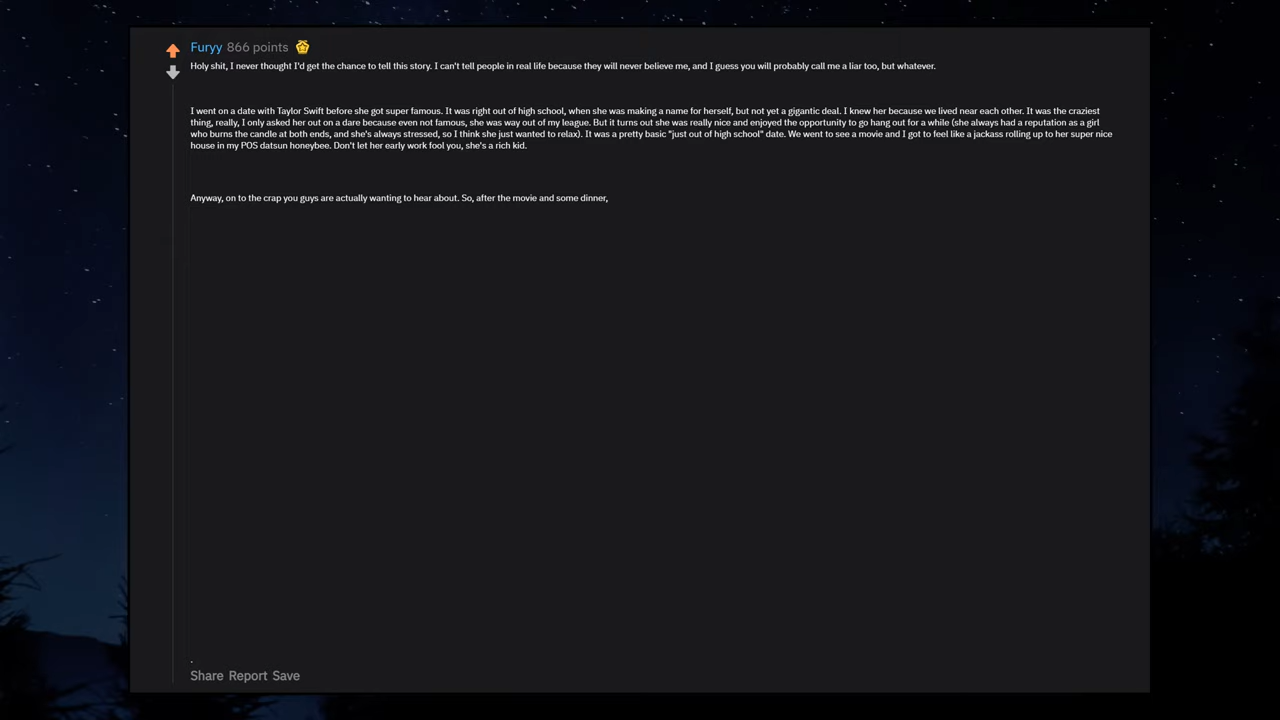 Furyy 866 points
Holy shit, I never thought I'd get the chance to tell this story. I can't tell people in real life because they will never believe me, and I guess you will probably call me a liar too, but whatever.
I went on a date with Taylor Swift before she got super famous. It was right out of high school, when she was making a name for herself, but not yet a gigantic deal. I knew her because we lived near each other. It was the craziest
thing, really, I only asked her out on a dare because even not famous, she was way out of my league. But it turns out she was really nice and enjoyed the opportunity to go hang out for a while (she always had a reputation as a girl
who burns the candle at both ends, and she's always stressed, so I think she just wanted to relax). It was a pretty basic "just out of high school" date. We went to see a movie and I got to feel like a jackass rolling up to her super nice
house in my POS datsun honeybee. Don't let her early work fool you, she's a rich kid.
Anyway, on to the crap you guys are actually wanting to hear about. So, after the movie and some dinner,
.
Share Report Save